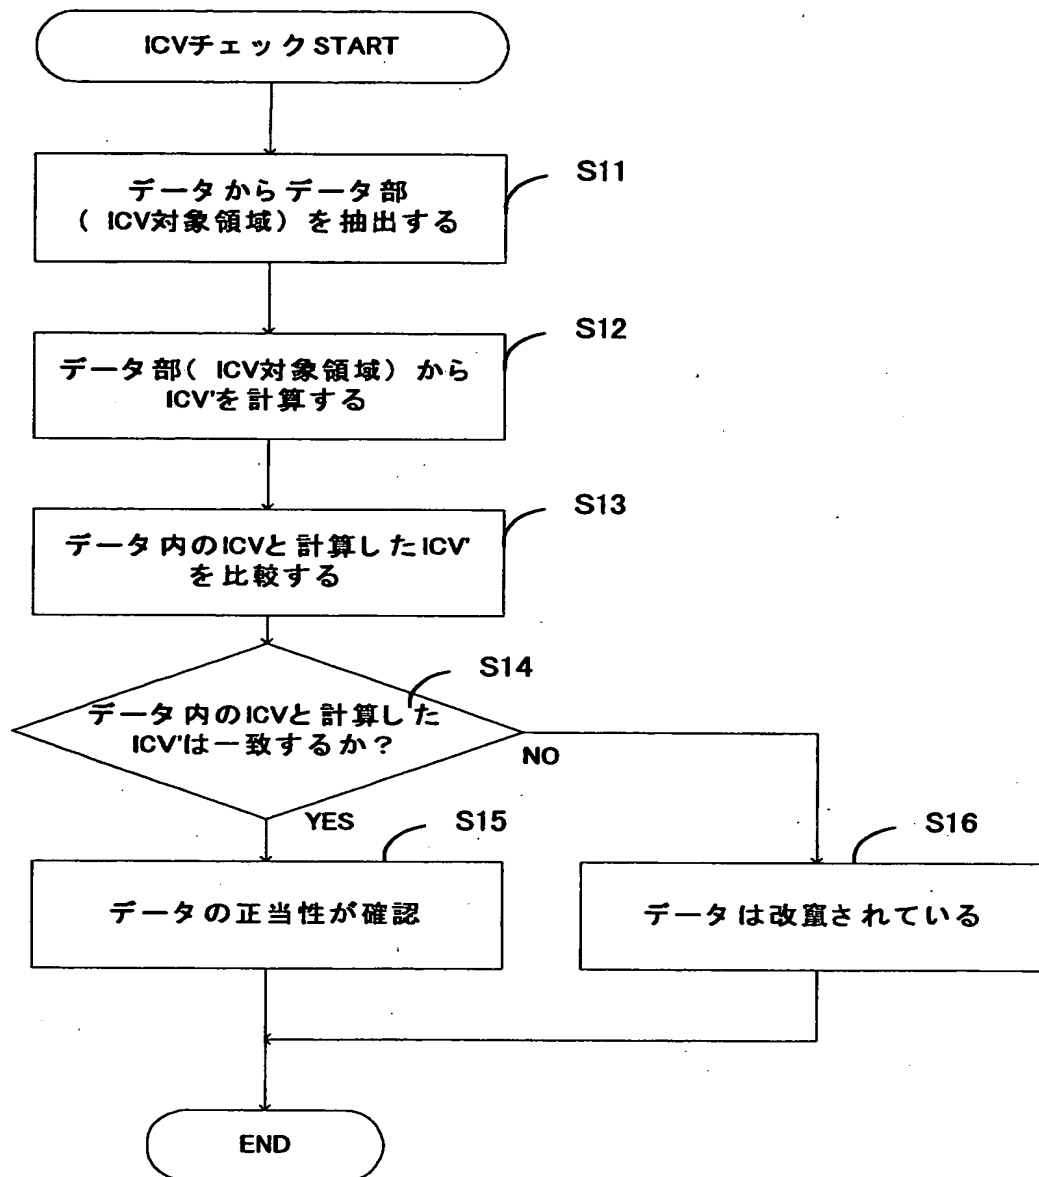 ICVチェックSTART
S11
データからデータ部
（ICV対象領域）を抽出する
S12
データ部（ICV対象領域）から
ICV'を計算する
S13
データ内のICVと計算したICV'
を比較する
S14
データ内のICVと計算した
ICV'は一致するか？
NO
YES
S15
S16
データの正当性が確認
データは改竄されている
END